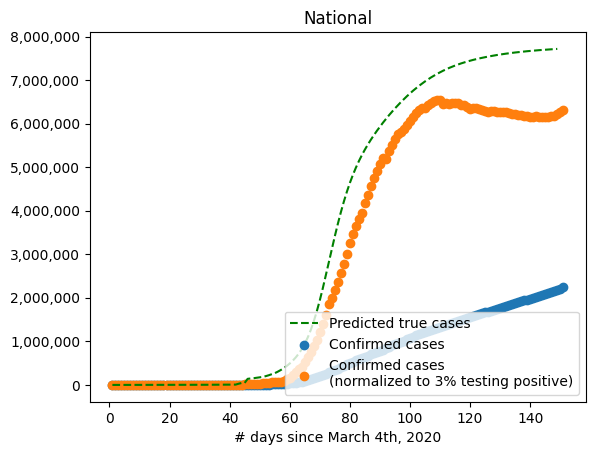 National
8,000,000
7,000,000
6,000,000
5,000,000
4,000,000
3,000,000
2,000,000
1,000,000
0
Predicted true cases
Confirmed cases
Confirmed cases
(normalized to 3% testing positive)
0 20 40 60 80 100 120 140
# days since March 4th, 2020